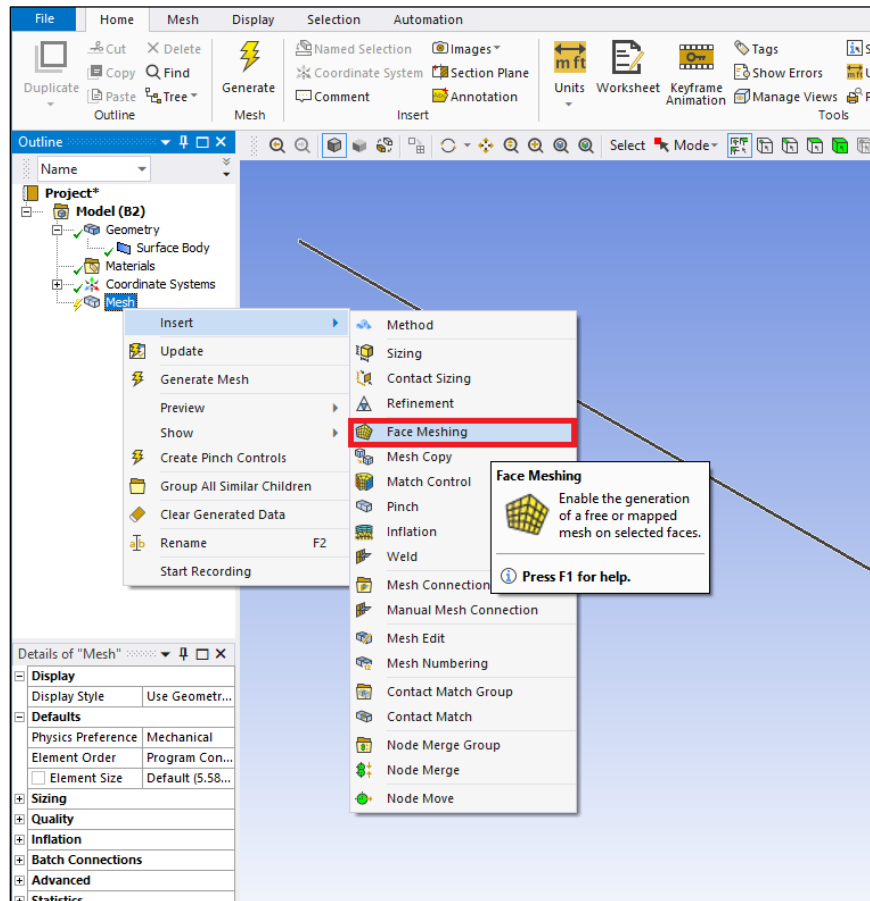 File Home Mesh Display Selection Automation
Duplicate
Cut
Copy
Paste
Delete
Find
Tree
Outline
Generate
Mesh
Named Selection
Coordinate System
Comment
Images
Section Plane
Annotation
Insert
m ft
Units
Worksheet
Keyframe
Animation
Tags
Show Errors
Manage Views
Tools
Outline
Select Mode
Name
Project*
Model (B2)
Geometry
Surface Body
Materials
Coordinate Systems
Mesh
Insert
Update
Generate Mesh
Preview
Show
Create Pinch Controls
Group All Similar Children
Clear Generated Data
Rename F2
Start Recording
Method
Sizing
Contact Sizing
Refinement
Face Meshing
Mesh Copy
Match Control
Pinch
Inflation
Weld
Mesh Connection
Manual Mesh Connection
Mesh Edit
Mesh Numbering
Contact Match Group
Contact Match
Node Merge Group
Node Merge
Node Move
Face Meshing
Enable the generation
of a free or mapped
mesh on selected faces.
Press F1 for help.
Details of "Mesh"
Display
Display Style Use Geometr...
Defaults
Physics Preference Mechanical
Element Order Program Con...
Element Size Default (5.58...
Sizing
Quality
Inflation
Batch Connections
Advanced
Statistics